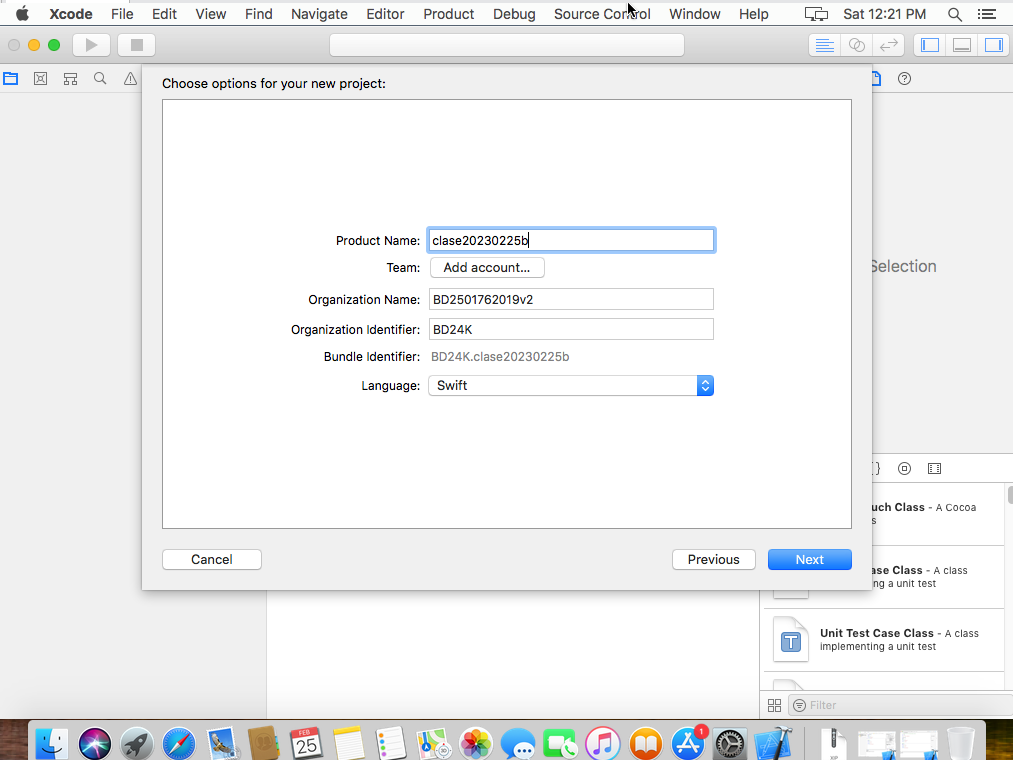 Xcode File Edit View Find Navigate Editor Product Debug Source Control Window Help Sat 12:21 PM
Choose options for your new project:
Product Name: clase20230225b
Team: Add account...
Organization Name: BD2501762019v2
Organization Identifier: BD24K
Bundle Identifier: BD24K.clase20230225b
Language: Swift
Cancel Previous Next
Selection
uch Class - A Cocoa
s
ase Class - A class
ng a unit test
T
Unit Test Case Class - A class
implementing a unit test
Filter
FEB
25
1